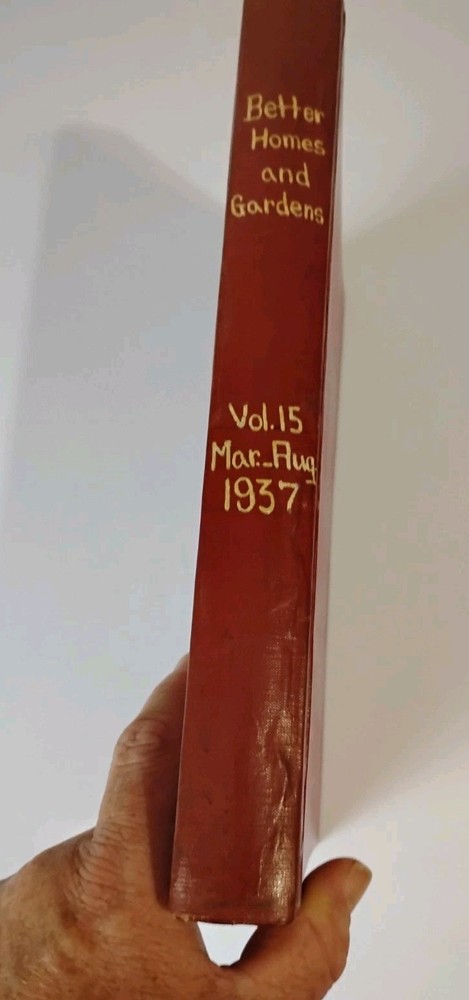 Better
Homes
and
Gardens
Vol. 15
Mar.-Aug.
1937